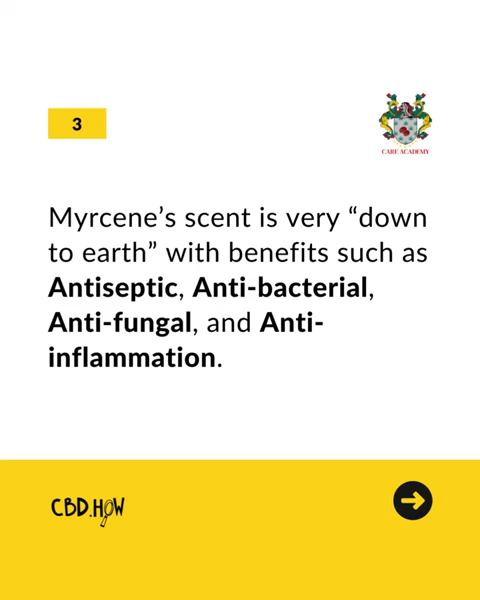 3
CARE ACADEMY
Myrcene’s scent is very “down
to earth” with benefits such as
Antiseptic, Anti-bacterial,
Anti-fungal, and Anti-
inflammation.
CBD.HOW